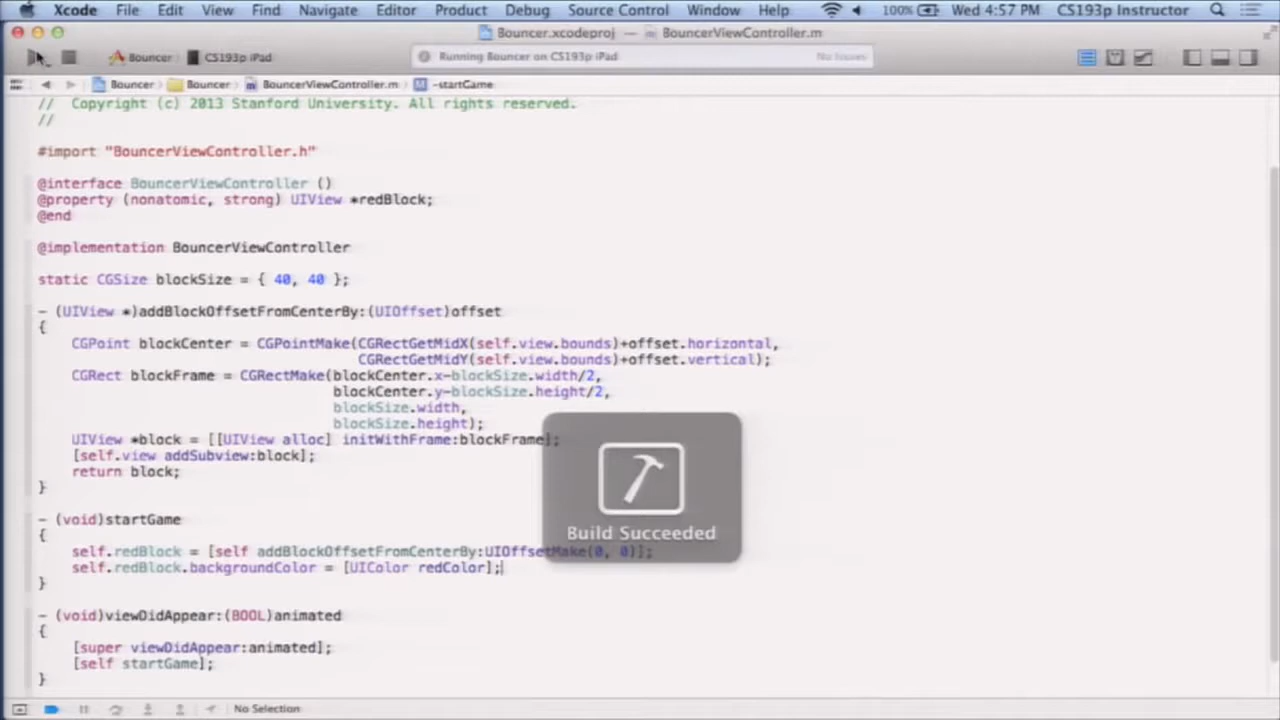 Xcode File Edit View Find Navigate Editor Product Debug Source Control Window Help 100% Wed 4:57 PM CS193p Instructor
Bouncer.xcodeproj — BouncerViewController.m
Bouncer CS193p iPad Running Bouncer on CS193p iPad No Issues
Bouncer Bouncer BouncerViewController.m M -startGame
// Copyright (c) 2013 Stanford University. All rights reserved.
//
#import "BouncerViewController.h"
@interface BouncerViewController ()
@property (nonatomic, strong) UIView *redBlock;
@end
@implementation BouncerViewController
static CGSize blockSize = { 40, 40 };
- (UIView *)addBlockOffsetFromCenterBy:(UIOffset)offset
{
CGPoint blockCenter = CGPointMake(CGRectGetMidX(self.view.bounds)+offset.horizontal,
CGRectGetMidY(self.view.bounds)+offset.vertical);
CGRect blockFrame = CGRectMake(blockCenter.x-blockSize.width/2,
blockCenter.y-blockSize.height/2,
blockSize.width,
blockSize.height);
UIView *block = [[UIView alloc] initWithFrame:blockFrame];
[self.view addSubview:block];
return block;
}
- (void)startGame
{
self.redBlock = [self addBlockOffsetFromCenterBy:UIOffsetMake(0, 0)];
self.redBlock.backgroundColor = [UIColor redColor];
}
- (void)viewDidAppear:(BOOL)animated
{
[super viewDidAppear:animated];
[self startGame];
}
Build Succeeded
No Selection